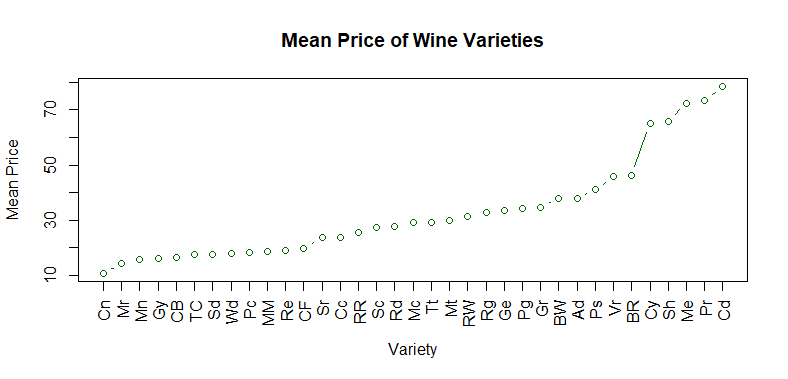 Mean Price of Wine Varieties
Mean Price
70
50
30
10
Cn Mr Mn Gy CB TC Sd Wd Pc MM Re CF Sr Cc RR Sc Rd Mc Tt Mt RW Rg Ge Pg Gr BW Ad Ps Vr BR Cy Sh Me Pr Cd
Variety